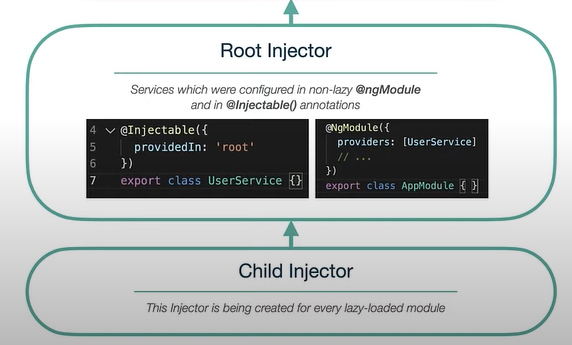 Root Injector
Services which were configured in non-lazy @ngModule
and in @Injectable() annotations
4 @Injectable({
5 providedIn: 'root'
6 })
7 export class UserService {}
@NgModule({
providers: [UserService]
// ...
})
export class AppModule { }
Child Injector
This Injector is being created for every lazy-loaded module